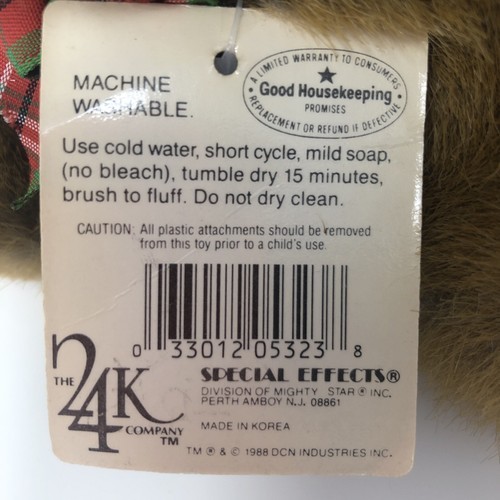 MACHINE
WASHABLE.
A LIMITED WARRANTY TO CONSUMERS
Good Housekeeping
PROMISES
REPLACEMENT OR REFUND IF DEFECTIVE
Use cold water, short cycle, mild soap,
(no bleach), tumble dry 15 minutes,
brush to fluff. Do not dry clean.
CAUTION: All plastic attachments should be removed
from this toy prior to a child's use.
0 33012 05323 8
THE 24K COMPANY TM
SPECIAL EFFECTS®
DIVISION OF MIGHTY STAR ® INC.
PERTH AMBOY N.J. 08861
MADE IN KOREA
TM ® & © 1988 DCN INDUSTRIES INC.